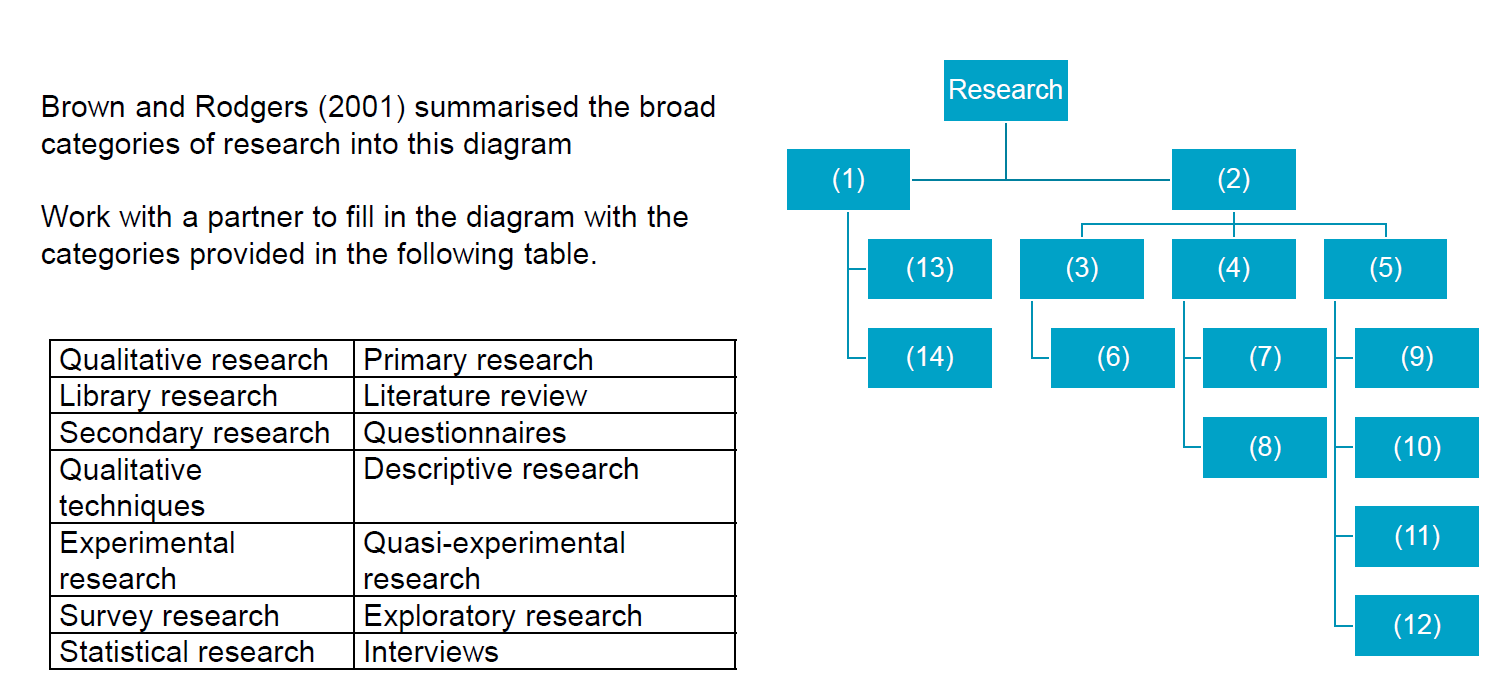 Brown and Rodgers (2001) summarised the broad
categories of research into this diagram
Work with a partner to fill in the diagram with the
categories provided in the following table.
Qualitative research Primary research
Library research Literature review
Secondary research Questionnaires
Qualitative Descriptive research
techniques
Experimental Quasi-experimental
research research
Survey research Exploratory research
Statistical research Interviews
Research
(1) (2)
(13) (3) (4) (5)
(14) (6) (7) (9)
(8) (10)
(11)
(12)